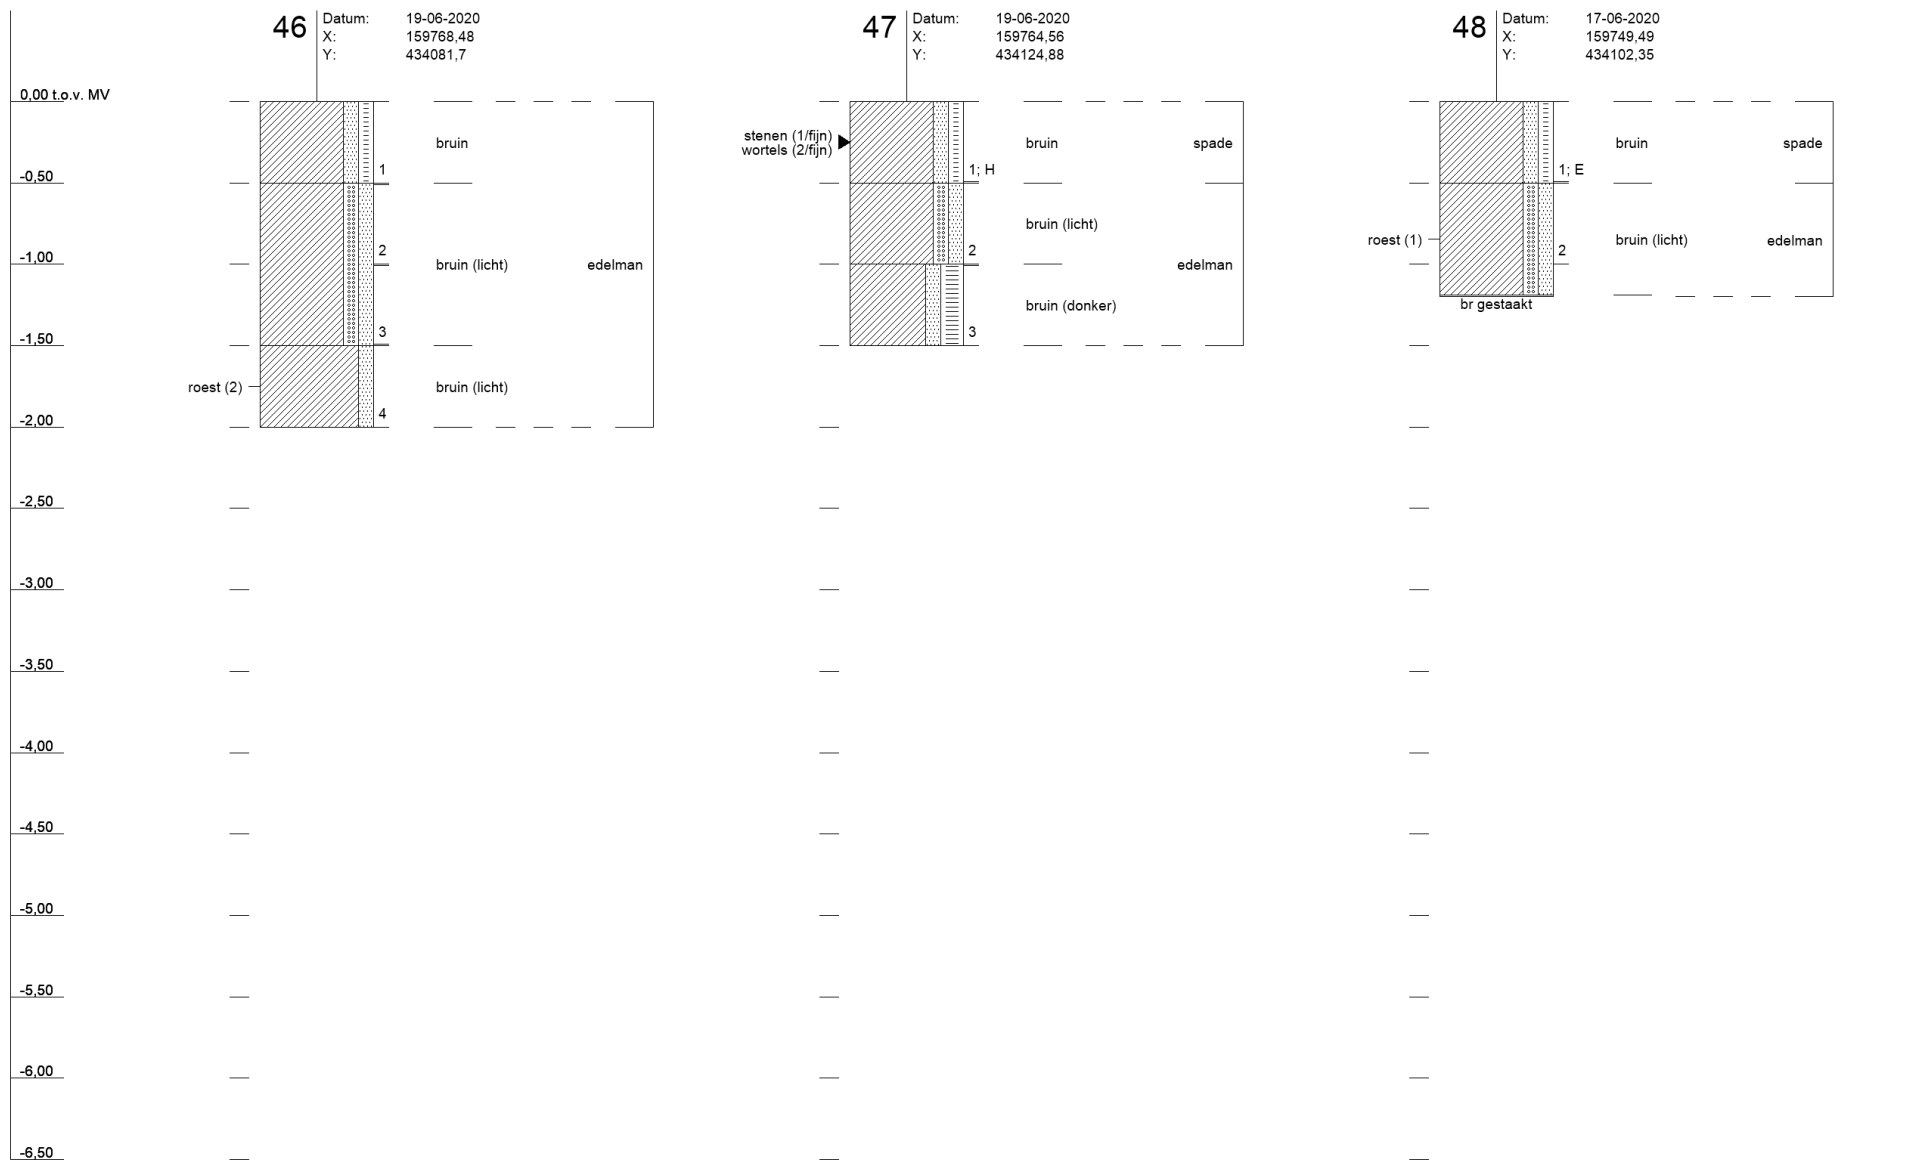 46
Datum: 19-06-2020
X: 159768,48
Y: 434081,7
47
Datum: 19-06-2020
X: 159764,56
Y: 434124,88
48
Datum: 17-06-2020
X: 159749,49
Y: 434102,35
0,00 t.o.v. MV
-0,50
-1,00
-1,50
-2,00
-2,50
-3,00
-3,50
-4,00
-4,50
-5,00
-5,50
-6,00
-6,50
bruin
1
2
bruin (licht)
edelman
3
roest (2)
bruin (licht)
4
stenen (1/fijn)
wortels (2/fijn)
bruin
spade
1; H
bruin (licht)
2
edelman
bruin (donker)
3
bruin
spade
1; E
roest (1)
bruin (licht)
edelman
2
br gestaakt